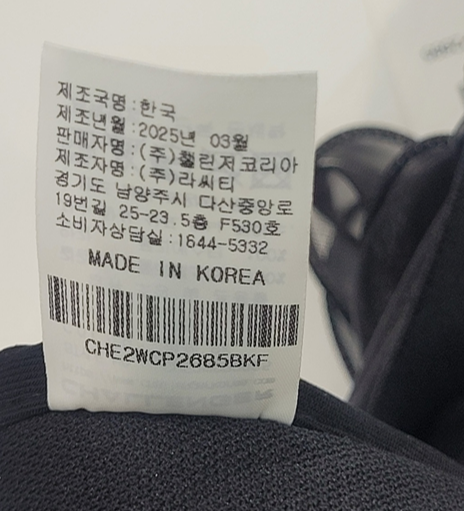 제조국명:한국
제조년월:2025년 03월
판매자명:(주)챌린저코리아
제조자명:(주)라씨티
경기도 남양주시 다산중앙로
19번길 25-23.5층 F530호
소비자상담실:1644-5332
MADE IN KOREA
CHE2WCP2685BKF